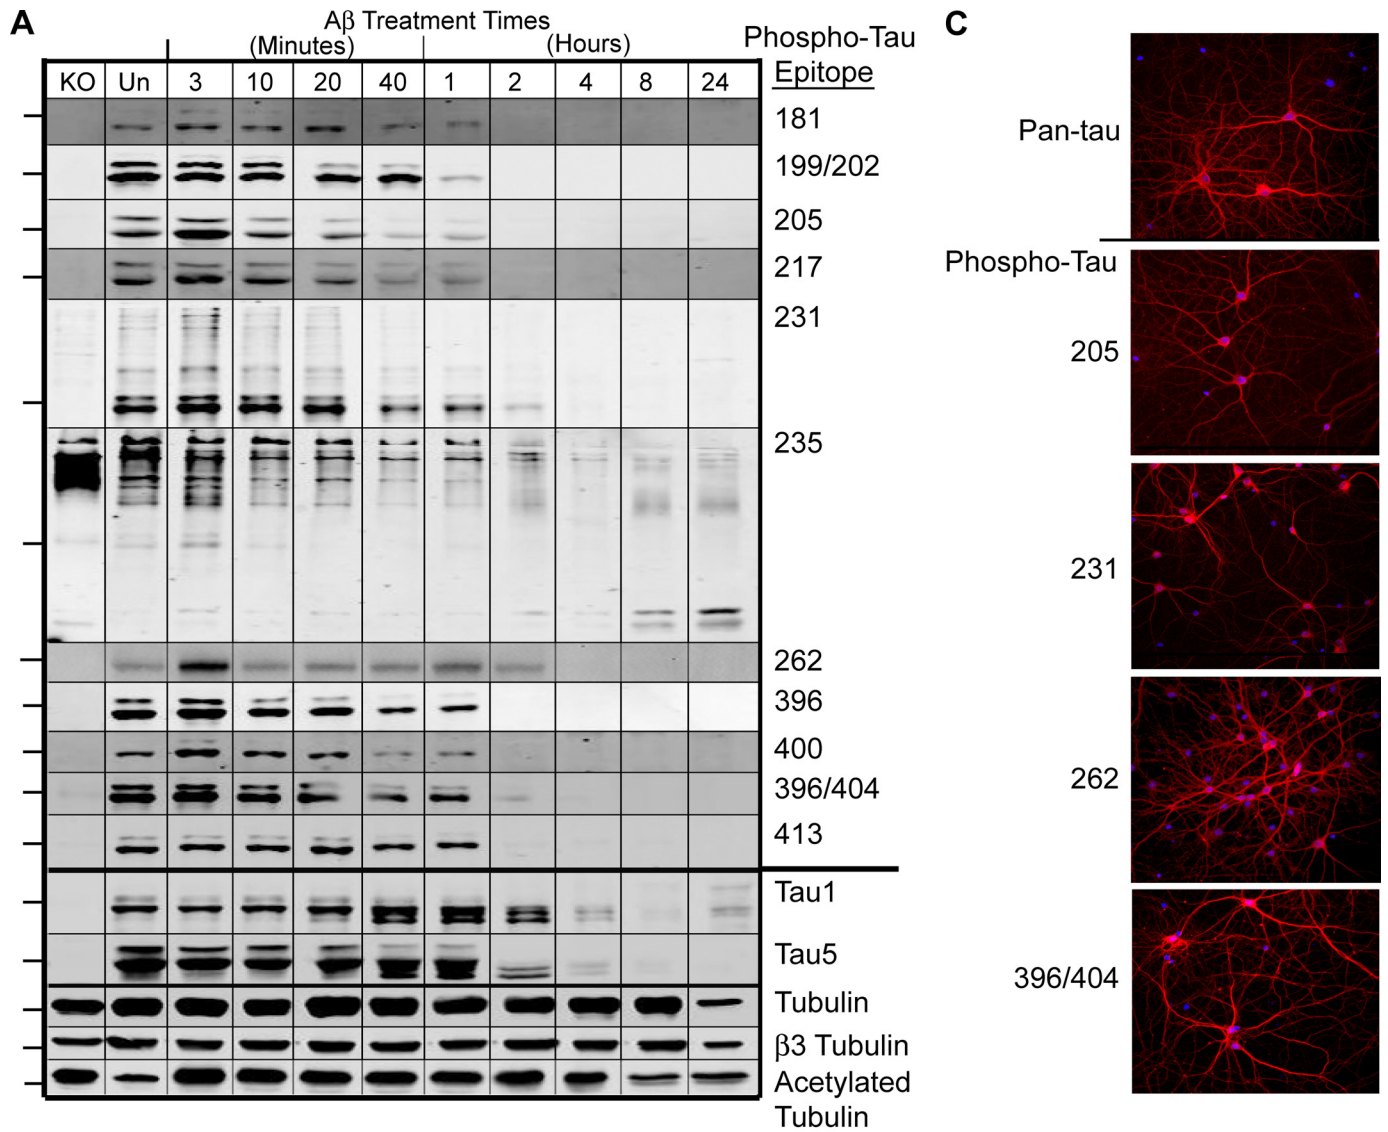 A
Aβ Treatment Times
(Minutes) (Hours)
Phospho-Tau
Epitope
KO Un 3 10 20 40 1 2 4 8 24
181
199/202
205
217
231
235
262
396
400
396/404
413
Tau1
Tau5
Tubulin
β3 Tubulin
Acetylated
Tubulin
C
Pan-tau
Phospho-Tau
205
231
262
396/404